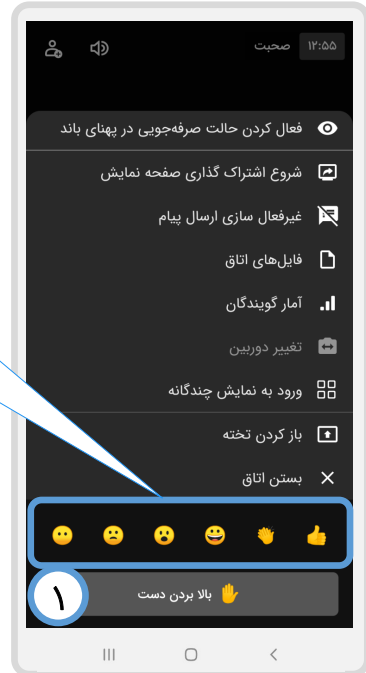 ۱۲:۵۵ صحبت
فعال کردن حالت صرفه‌جویی در پهنای باند
شروع اشتراک گذاری صفحه نمایش
غیرفعال سازی ارسال پیام
فایل‌های اتاق
آمار گویندگان
تغییر دوربین
ورود به نمایش چندگانه
باز کردن تخته
بستن اتاق
بالا بردن دست
۱